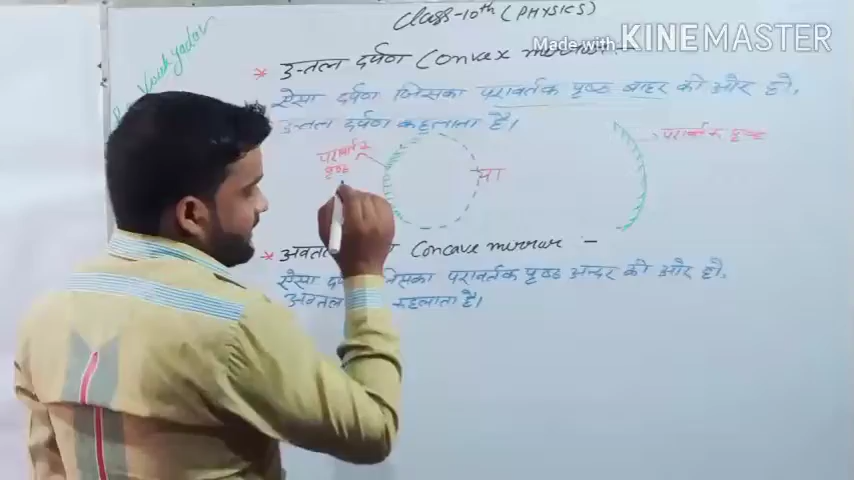 Class-10th (PHYSICS)
Made with KINEMASTER
* उत्तल दर्पण Convex mirror :-
ऐसा दर्पण जिसका परावर्तक पृष्ठ बाहर की ओर हो,
उत्तल दर्पण कहलाता है।
परावर्तक पृष्ठ
या
परावर्तक पृष्ठ
* अवतल Concave mirror :-
ऐसा जिसका परावर्तक पृष्ठ अन्दर की ओर हो,
अवतल कहलाता है।
Yadav